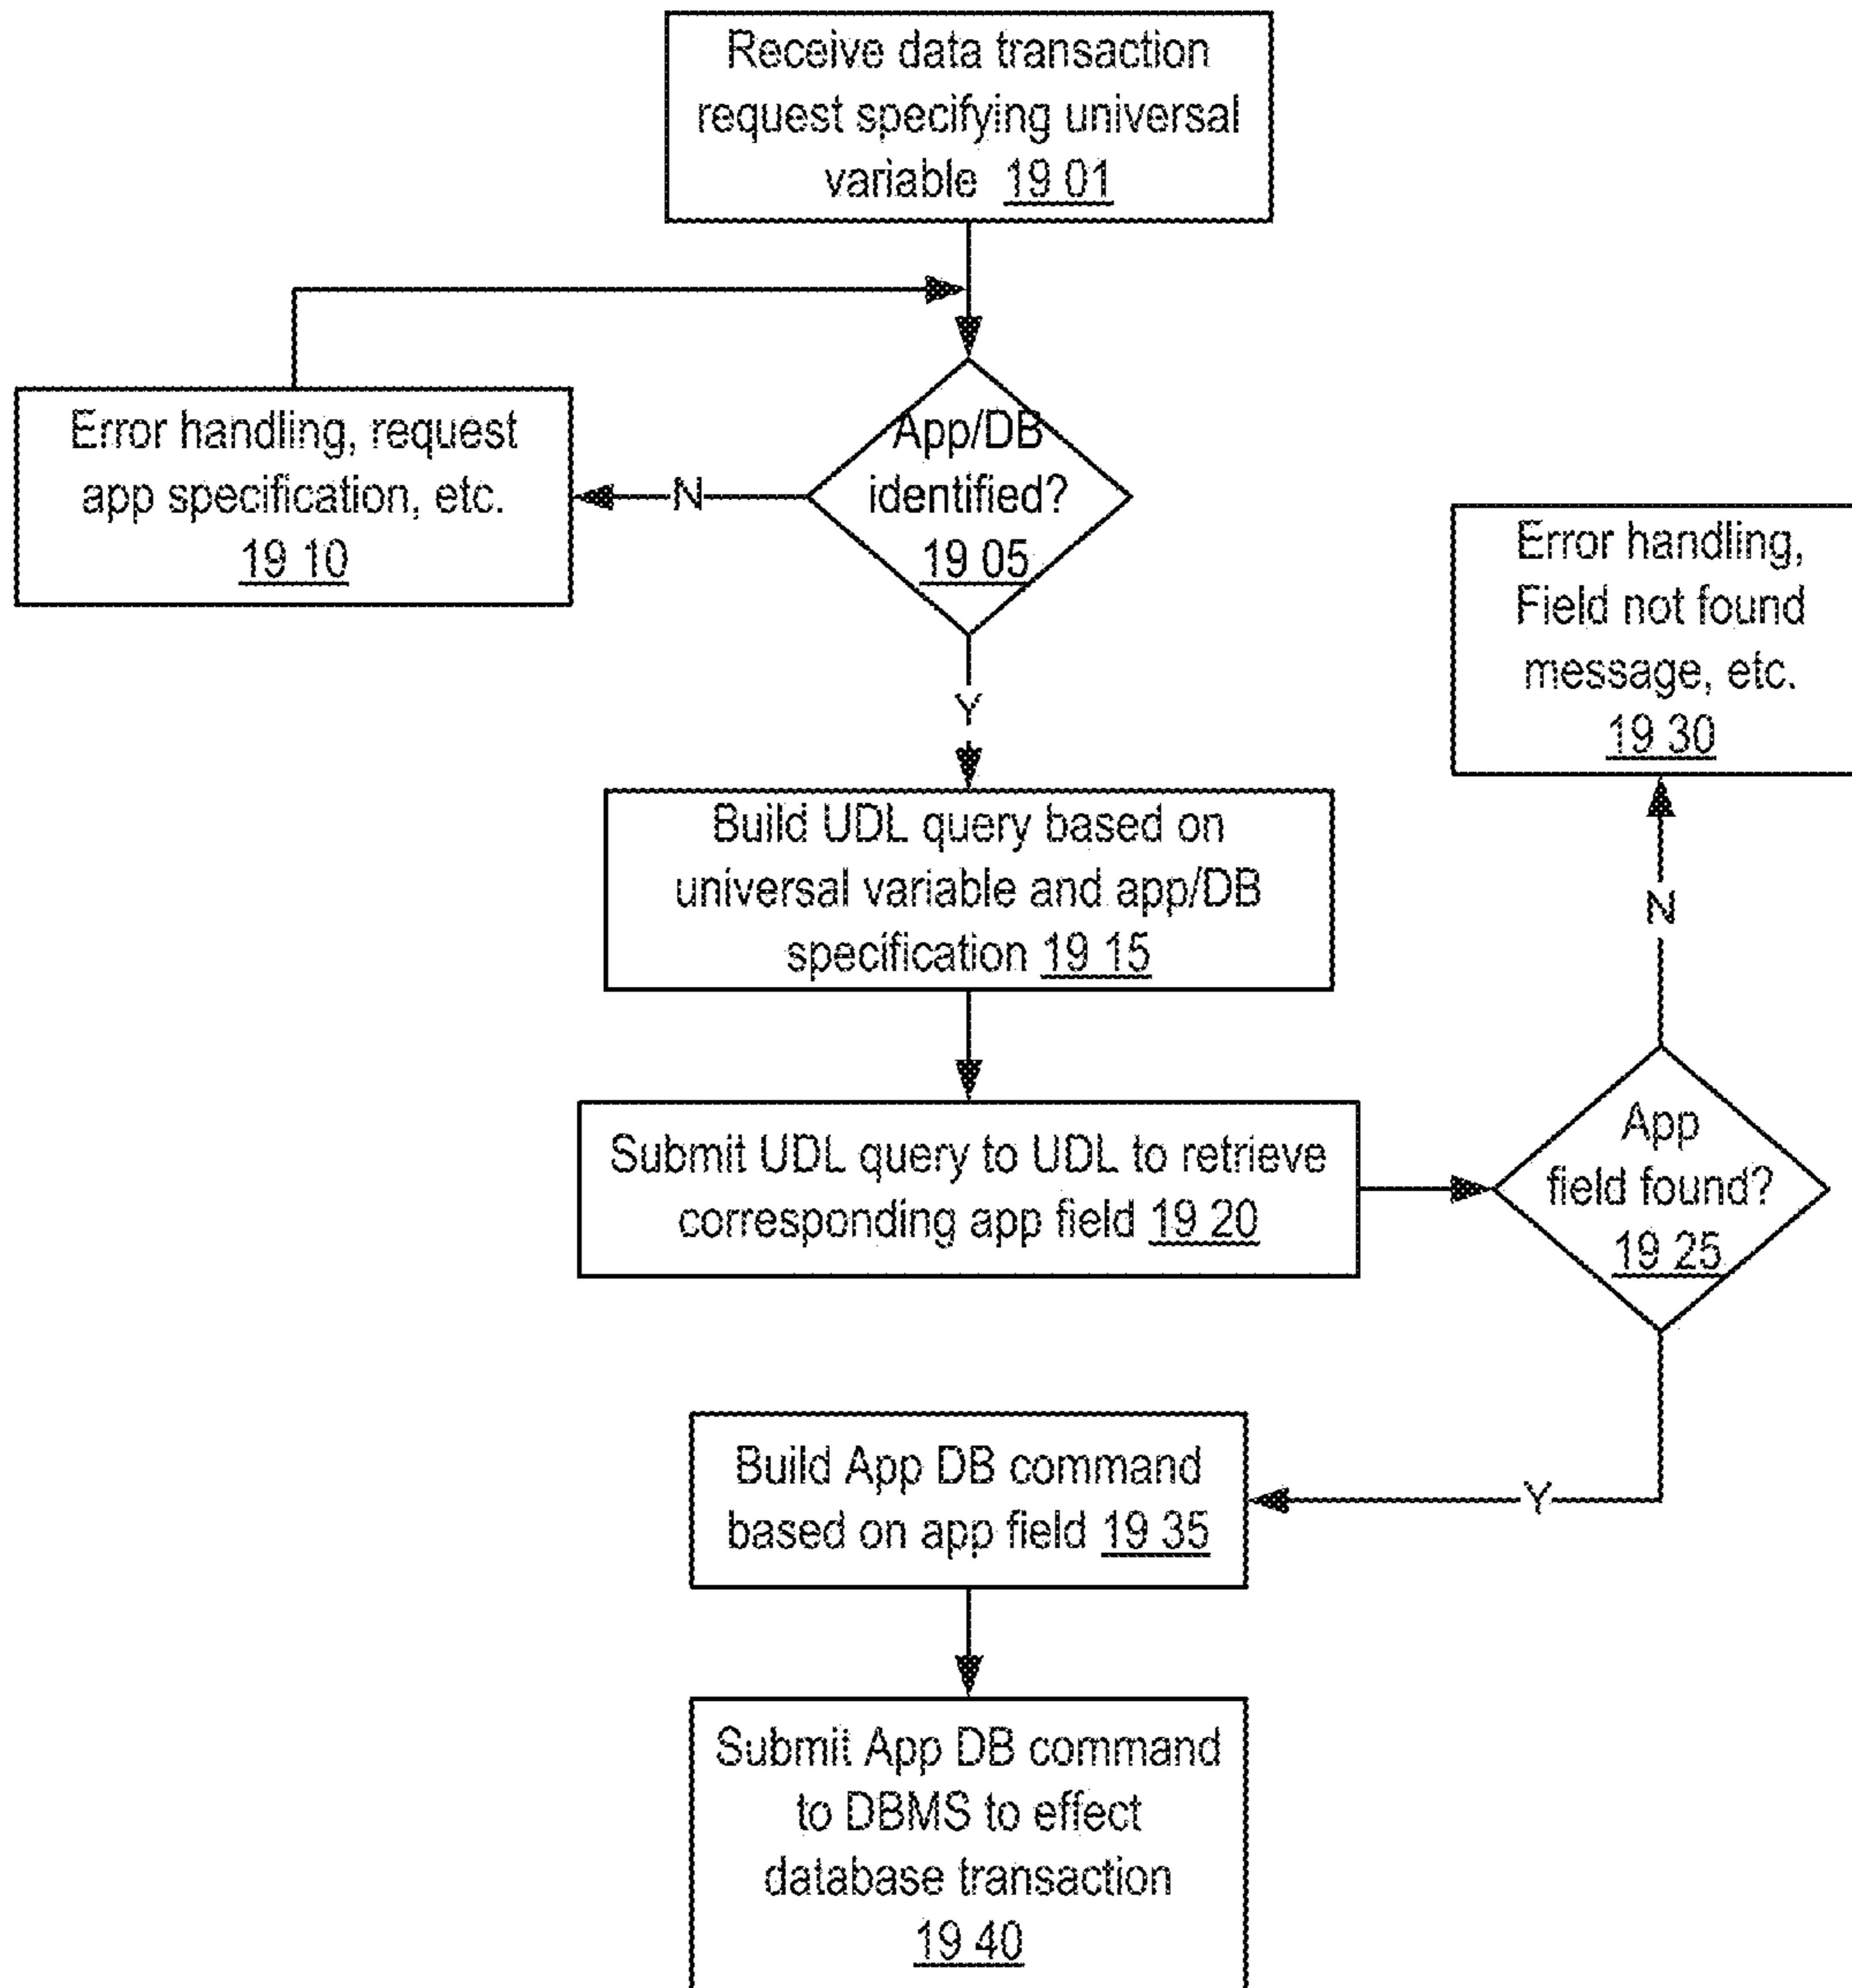 Receive data transaction
request specifying universal
variable 19 01
App/DB
identified?
19 05
N
Error handling, request
app specification, etc.
19 10
Y
Build UDL query based on
universal variable and app/DB
specification 19 15
Submit UDL query to UDL to retrieve
corresponding app field 19 20
App
field found?
19 25
N
Error handling,
Field not found
message, etc.
19 30
Y
Build App DB command
based on app field 19 35
Submit App DB command
to DBMS to effect
database transaction
19 40